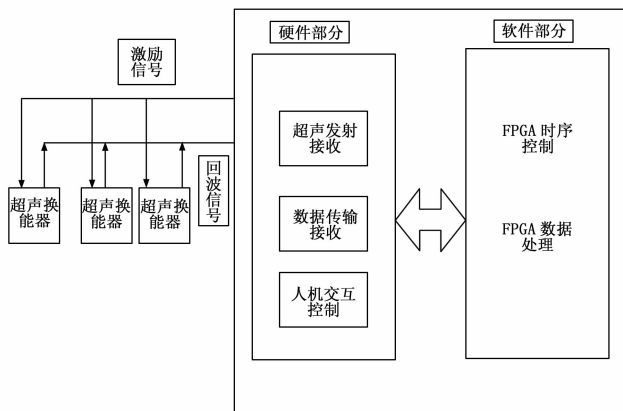 激励
信号
回
波
信
号
超声换
能器
超声换
能器
超声换
能器
硬件部分
超声发射
接收
数据传输
接收
人机交互
控制
软件部分
FPGA 时序
控制
FPGA 数据
处理